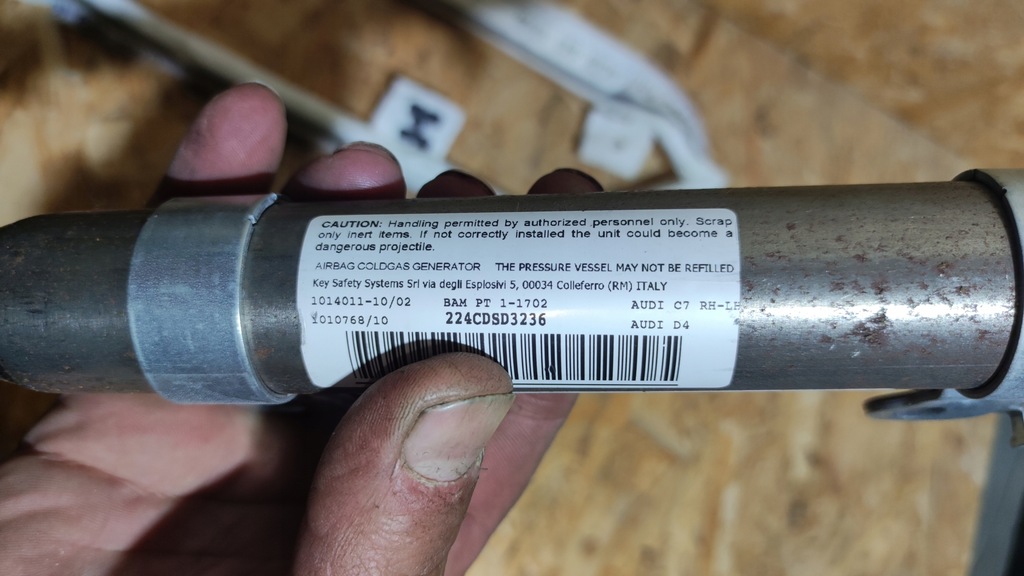 CAUTION: Handling permitted by authorized personnel only. Scrap
only inert items. If not correctly installed the unit could become a
dangerous projectile.
AIRBAG COLDGAS GENERATOR THE PRESSURE VESSEL MAY NOT BE REFILLED
Key Safety Systems Srl via degli Esplosivi 5, 00034 Colleferro (RM) ITALY
1014011-10/02 BAM PT 1-1702 AUDI C7 RH-LH
1010768/10 224CDSD3236 AUDI D4